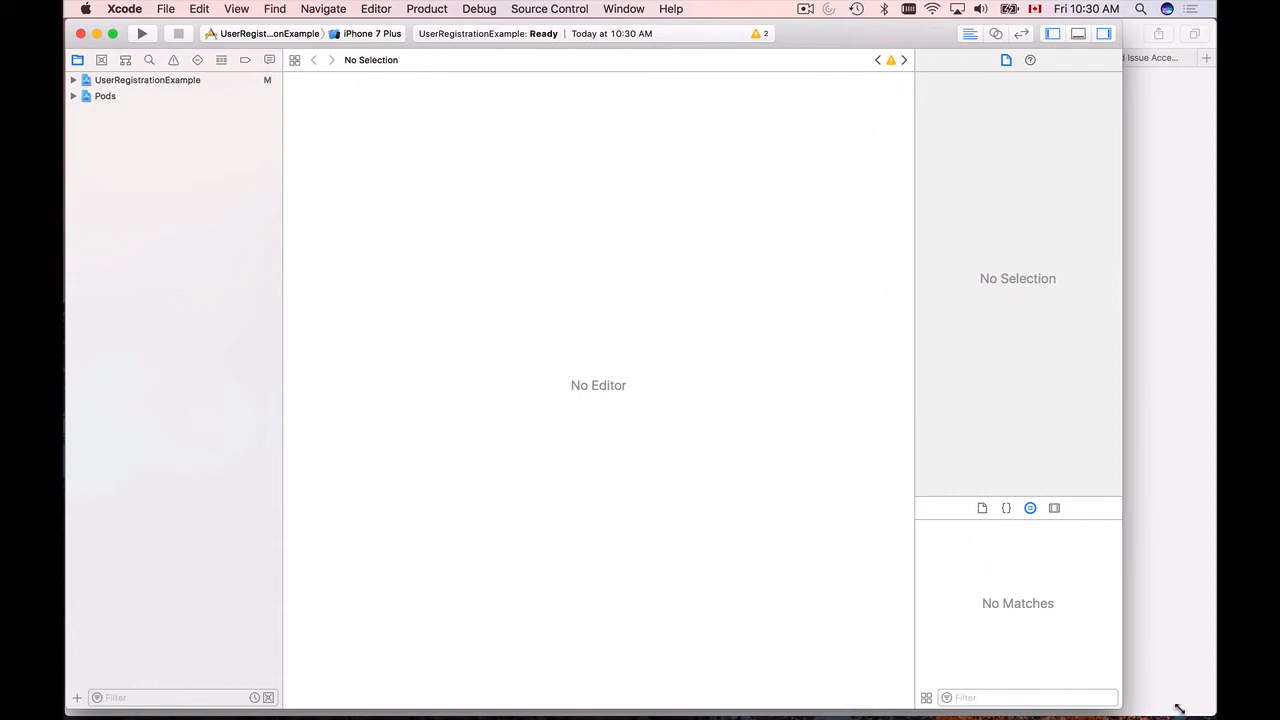 Xcode File Edit View Find Navigate Editor Product Debug Source Control Window Help Fri 10:30 AM
UserRegist...onExample iPhone 7 Plus UserRegistrationExample: Ready Today at 10:30 AM 2
No Selection
d Issue Acce...
UserRegistrationExample M
Pods
No Selection
No Editor
No Matches
Filter
Filter